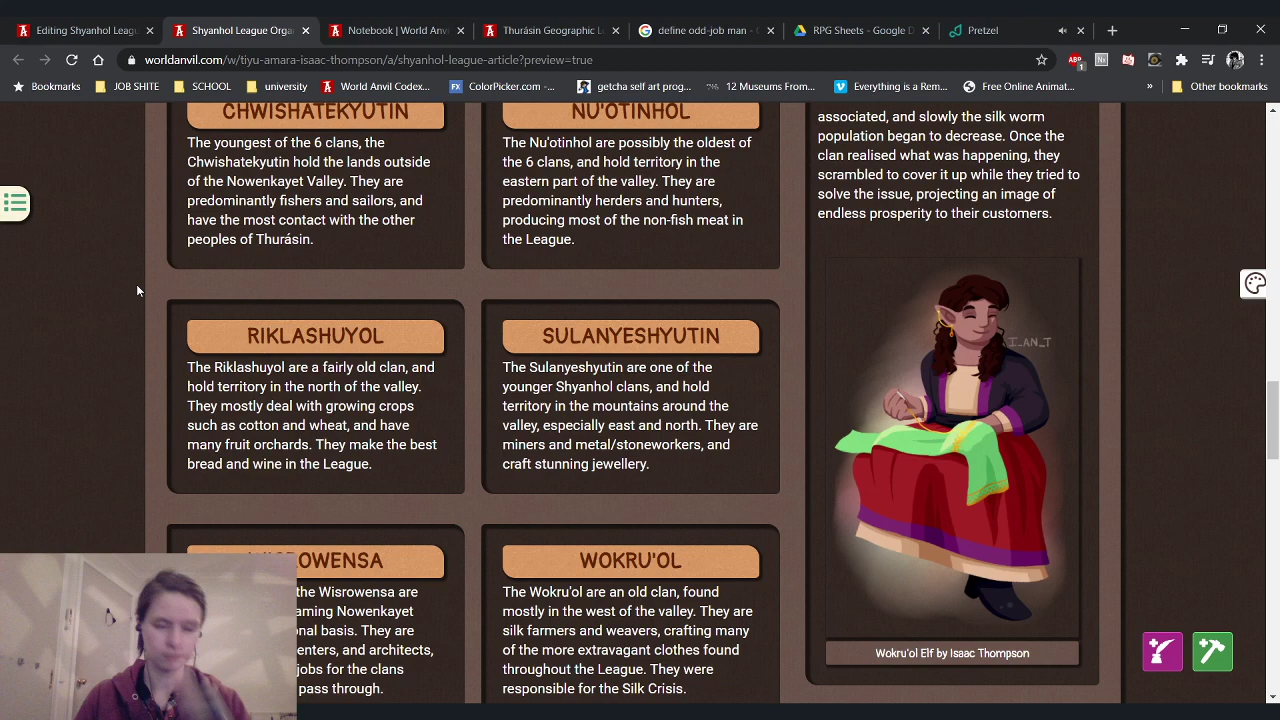 Editing Shyanhol Leag
Shyanhol League Orga
Notebook | World Anv
Thurásin Geographic L
define odd-job man -
RPG Sheets - Google D
Pretzel
worldanvil.com/w/tiyu-amara-isaac-thompson/a/shyanhol-league-article?preview=true
Bookmarks
JOB SHITE
SCHOOL
university
World Anvil Codex...
ColorPicker.com -...
getcha self art prog...
12 Museums From...
Everything is a Rem...
Free Online Animat...
»
Other bookmarks
CHWISHATEKYUTIN
The youngest of the 6 clans, the
Chwishatekyutin hold the lands outside
of the Nowenkayet Valley. They are
predominantly fishers and sailors, and
have the most contact with the other
peoples of Thurásin.
NU'OTINHOL
The Nu'otinhol are possibly the oldest of
the 6 clans, and hold territory in the
eastern part of the valley. They are
predominantly herders and hunters,
producing most of the non-fish meat in
the League.
RIKLASHUYOL
The Riklashuyol are a fairly old clan, and
hold territory in the north of the valley.
They mostly deal with growing crops
such as cotton and wheat, and have
many fruit orchards. They make the best
bread and wine in the League.
SULANYESHYUTIN
The Sulanyeshyutin are one of the
younger Shyanhol clans, and hold
territory in the mountains around the
valley, especially east and north. They are
miners and metal/stoneworkers, and
craft stunning jewellery.
ROWENSA
the Wisrowensa are
aming Nowenkayet
onal basis. They are
enters, and architects,
jobs for the clans
pass through.
WOKRU'OL
The Wokru'ol are an old clan, found
mostly in the west of the valley. They are
silk farmers and weavers, crafting many
of the more extravagant clothes found
throughout the League. They were
responsible for the Silk Crisis.
associated, and slowly the silk worm
population began to decrease. Once the
clan realised what was happening, they
scrambled to cover it up while they tried to
solve the issue, projecting an image of
endless prosperity to their customers.
I_AN_T
Wokru'ol Elf by Isaac Thompson